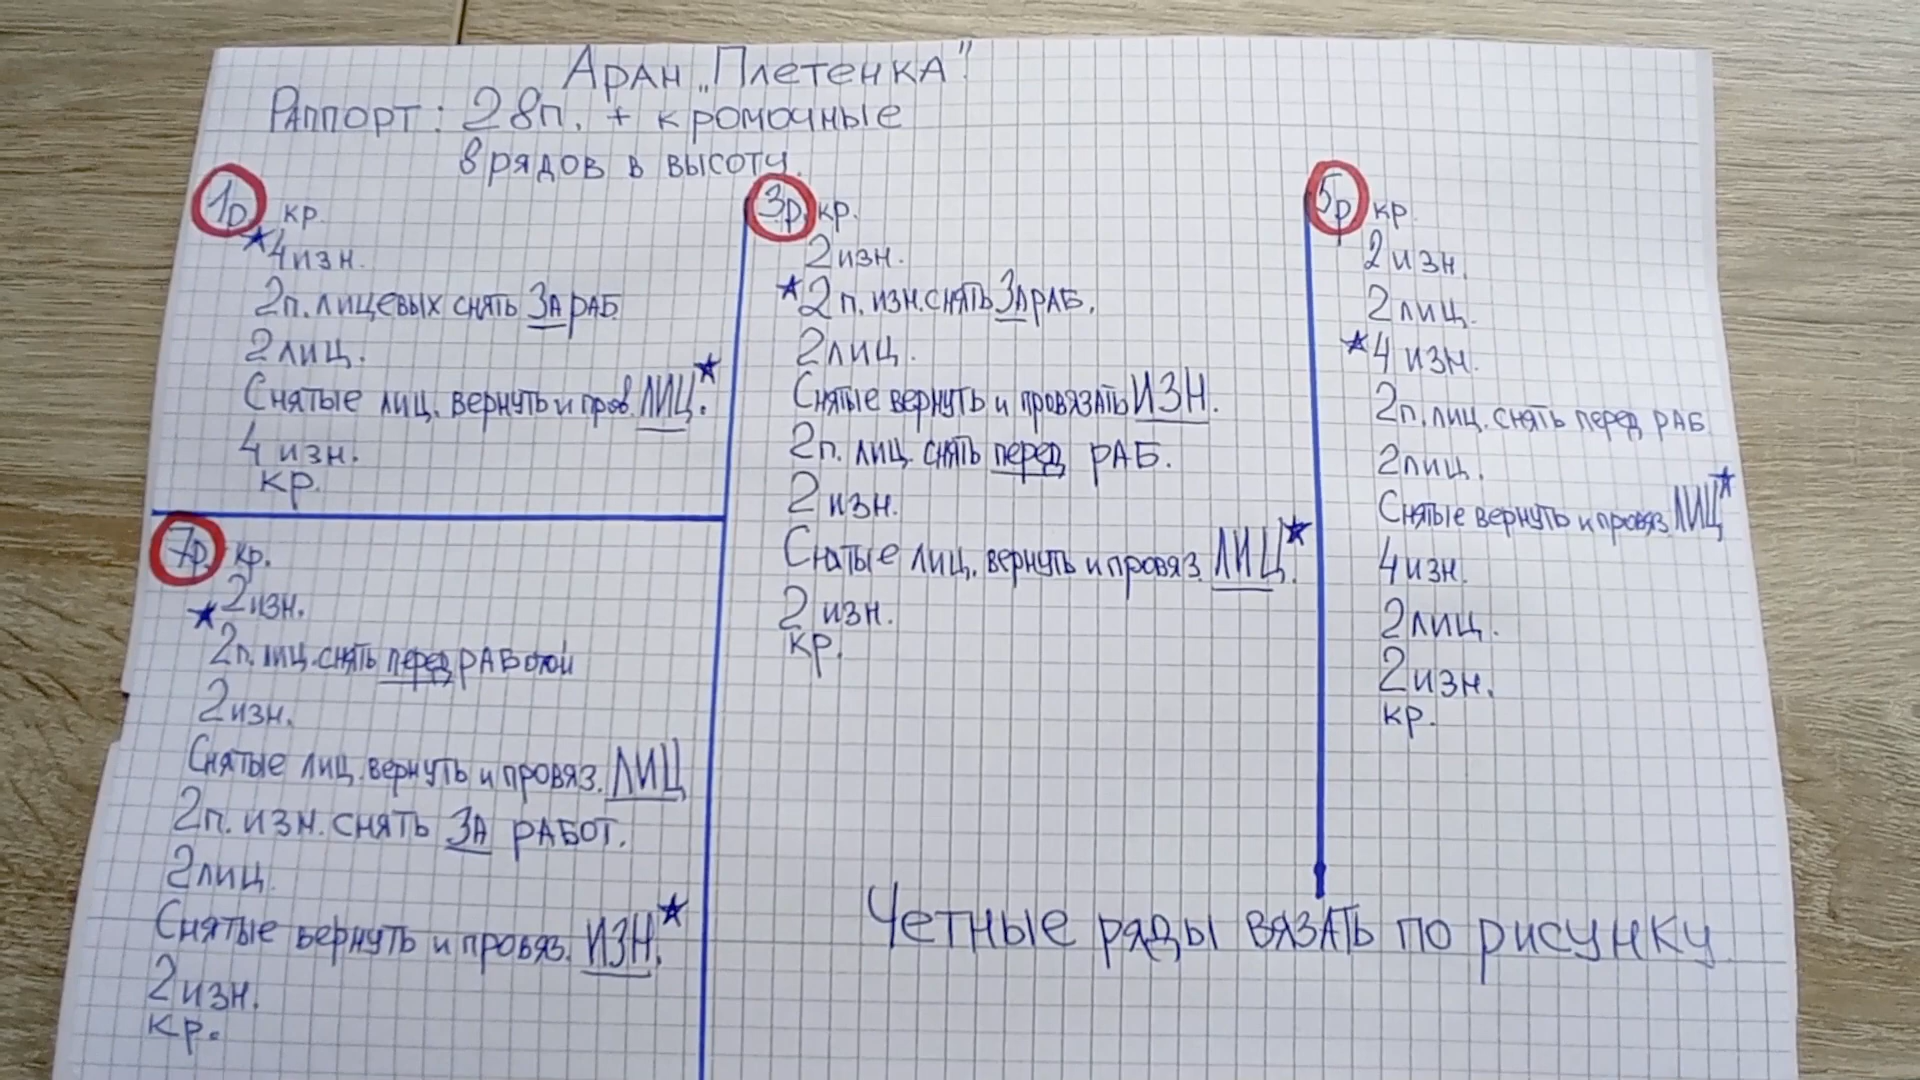 Аран „Плетенка"
Раппорт: 28п. + кромочные
8 рядов в высоту.
1р кр.
*4 изн.
2п. лицевых снять ЗА РАБ
2 лиц.
Снятые лиц. вернуть и пров. ЛИЦ.*
4 изн.
кр.
7р. кр.
2 изн.
*2п. лиц. снять перед РАБотой
2 изн.
Снятые лиц. вернуть и провяз. ЛИЦ
2п. изн. снять ЗА РАБОТ.
2 лиц.
Снятые вернуть и провяз. ИЗН.*
2 изн.
кр.
3р. кр.
2 изн.
*2 п. изн. снять ЗА РАБ.
2 лиц.
Снятые вернуть и провязать ИЗН.
2п. лиц. снять перед РАБ.
2 изн.
Снятые лиц. вернуть и провяз. ЛИЦ.*
2 изн.
кр.
5р. кр.
2 изн.
2 лиц.
*4 изн.
2п. лиц. снять перед РАБ.
2 лиц.
Снятые вернуть и провяз ЛИЦ*
4 изн.
2 лиц.
2 изн.
кр.
Четные ряды вязать по рисунку.